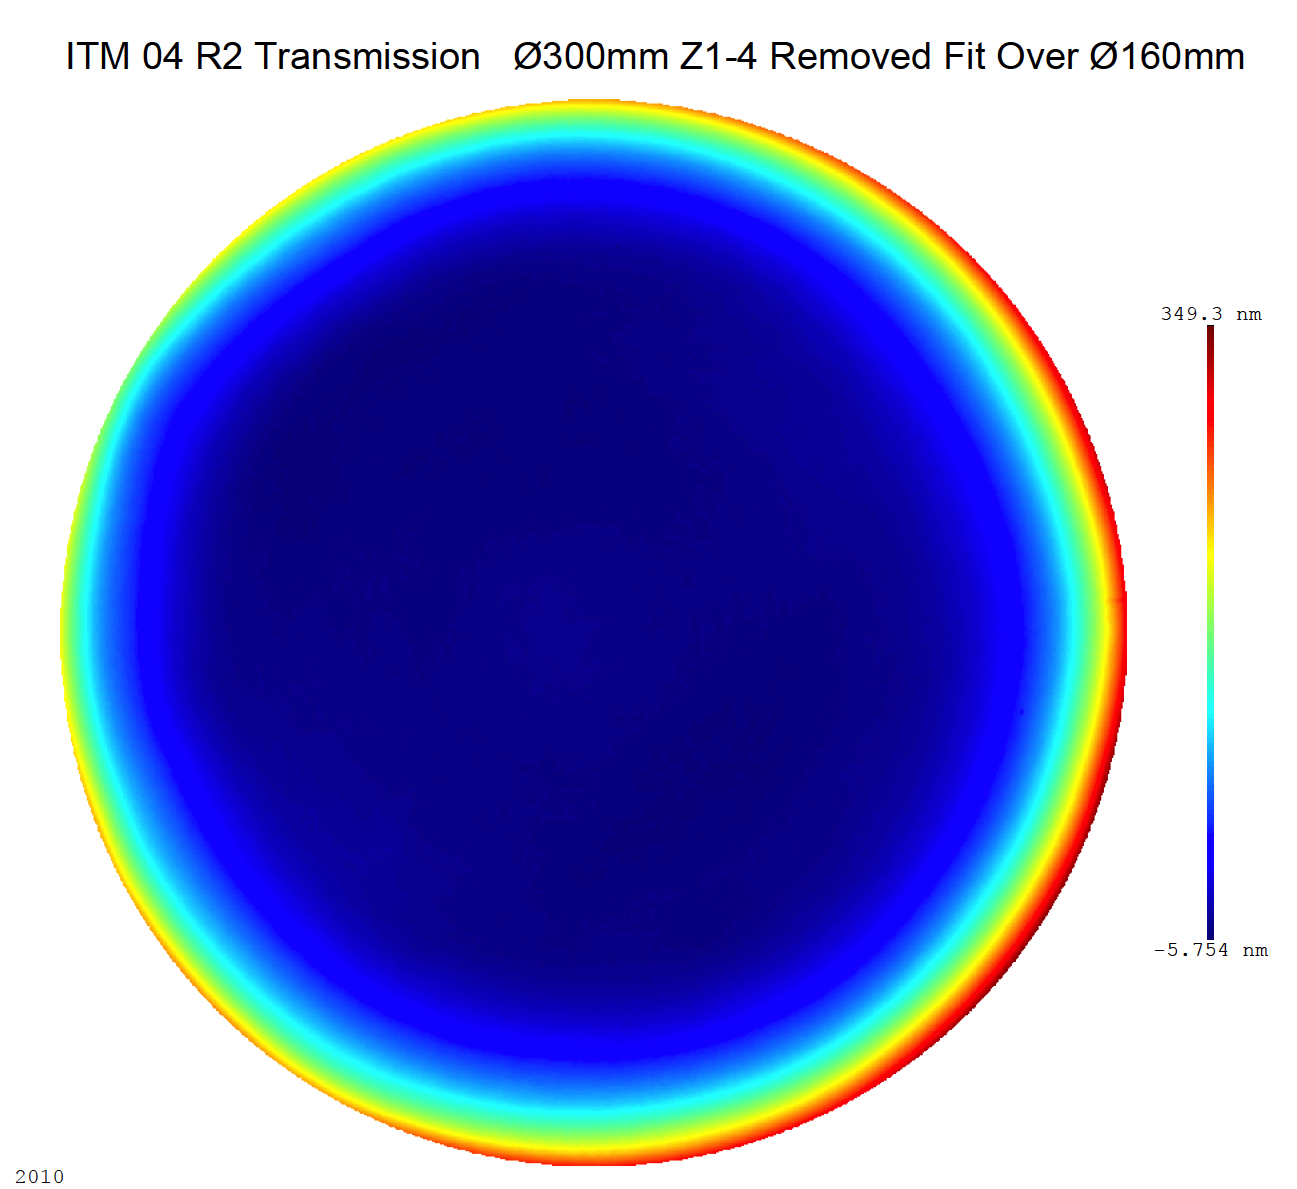 ITM 04 R2 Transmission Ø300mm Z1-4 Removed Fit Over Ø160mm
349.3 nm
-5.754 nm
2010